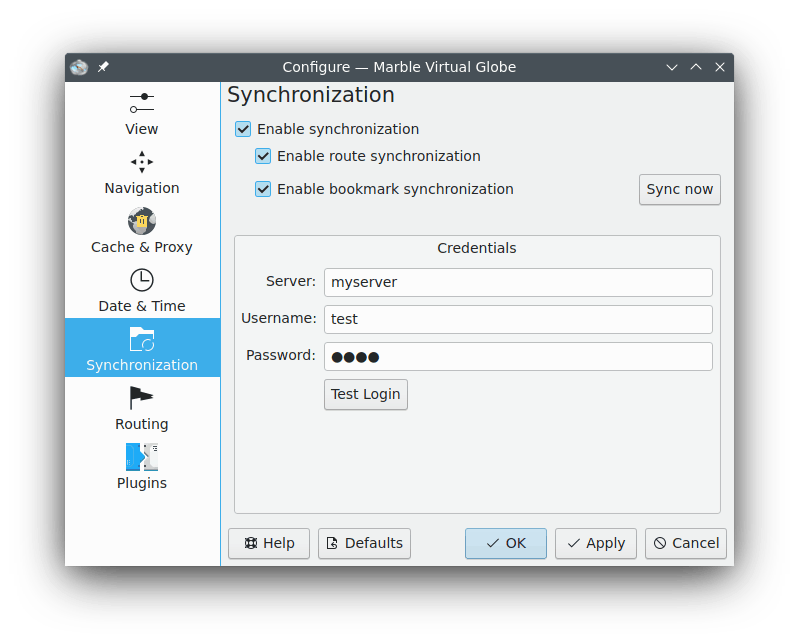 Configure — Marble Virtual Globe
View
Navigation
Cache & Proxy
Date & Time
Synchronization
Routing
Plugins
Synchronization
Enable synchronization
Enable route synchronization
Enable bookmark synchronization
Sync now
Credentials
Server: myserver
Username: test
Password: ●●●●
Test Login
Help Defaults OK Apply Cancel